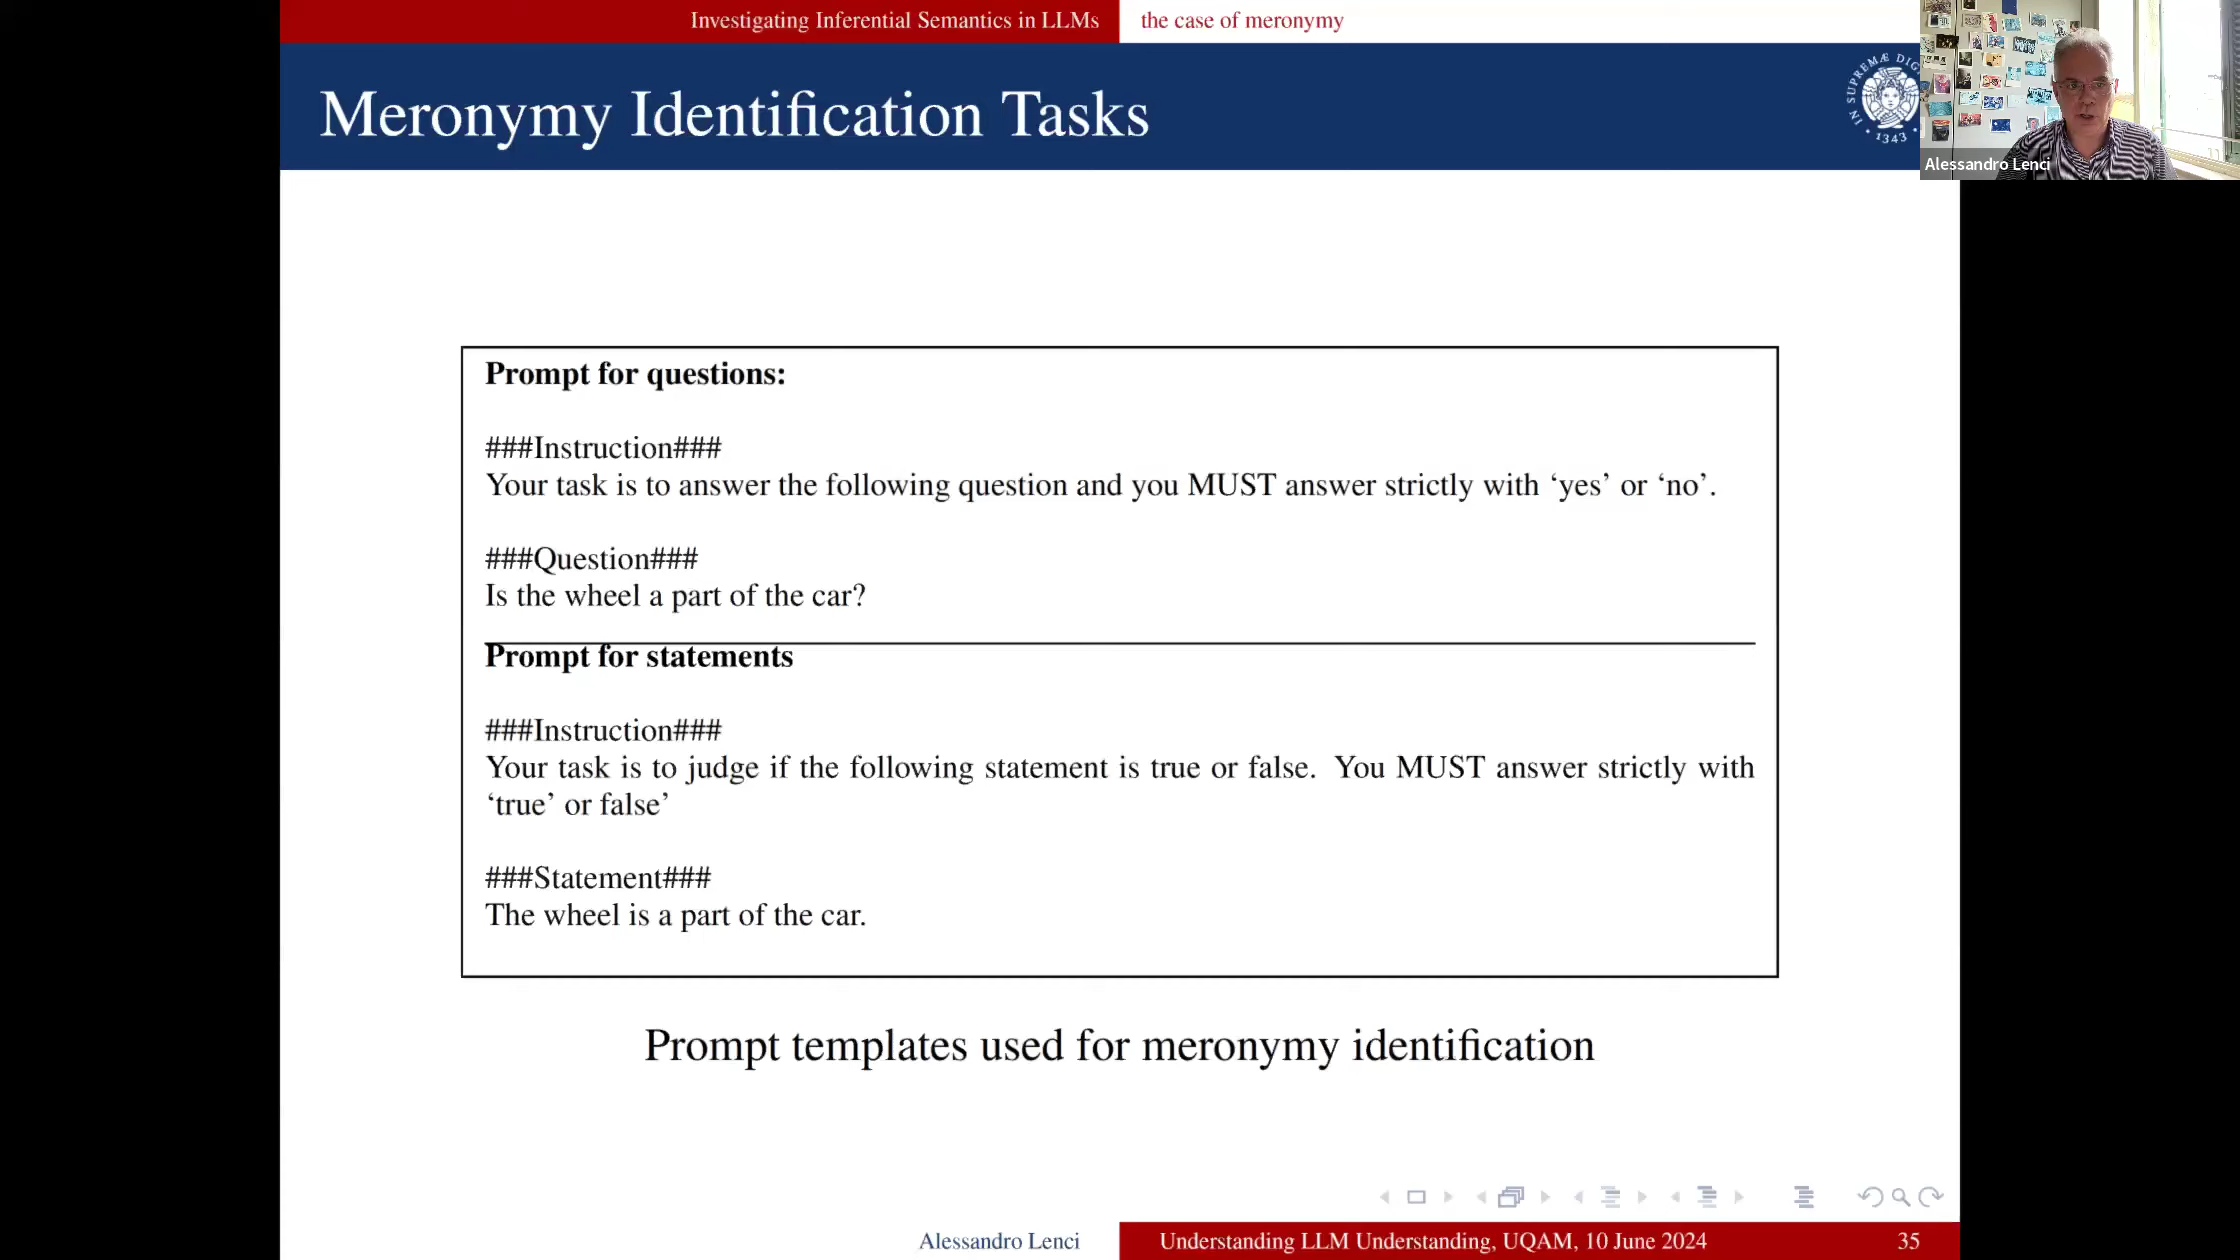 Investigating Inferential Semantics in LLMs the case of meronymy
Meronymy Identification Tasks
IN SUPREMÆ DIG
• 1343 •
Alessandro Lenci
Prompt for questions:
###Instruction###
Your task is to answer the following question and you MUST answer strictly with ‘yes’ or ‘no’.
###Question###
Is the wheel a part of the car?
Prompt for statements
###Instruction###
Your task is to judge if the following statement is true or false. You MUST answer strictly with
‘true’ or false’
###Statement###
The wheel is a part of the car.
Prompt templates used for meronymy identification
Alessandro Lenci Understanding LLM Understanding, UQAM, 10 June 2024 35